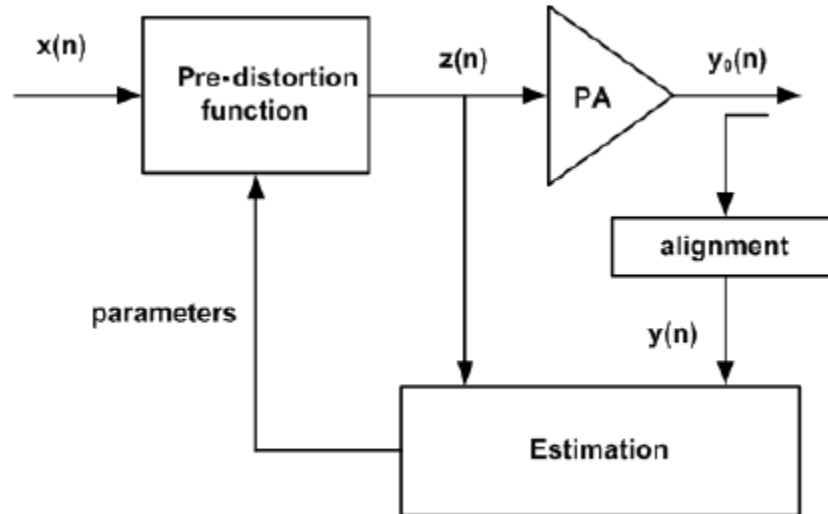 x(n)
Pre-distortion
function
z(n)
PA
y₀(n)
alignment
parameters
y(n)
Estimation